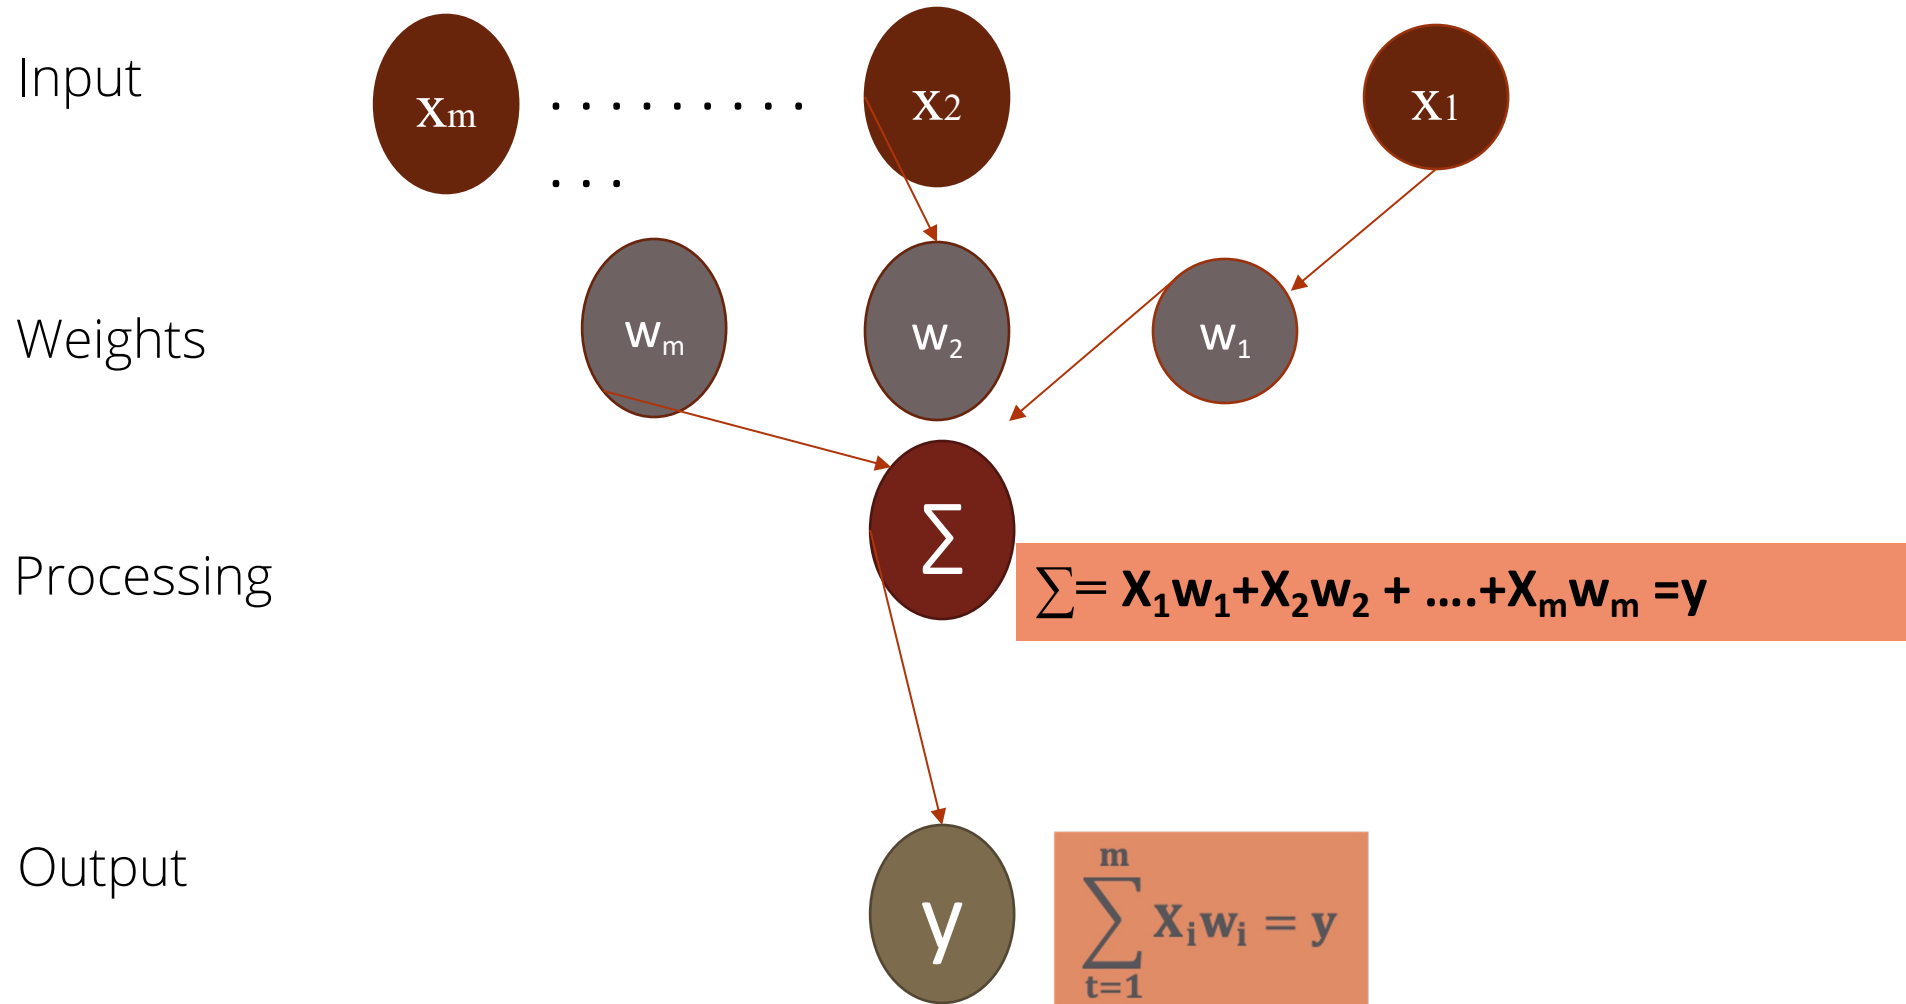 Input
xm . . . . . . . . . x2 x1
. . .
Weights
wm w2 w1
∑
Processing
∑= X1w1+X2w2 + ....+Xmwm =y
Output
y
m
∑ Xiwi = y
t=1